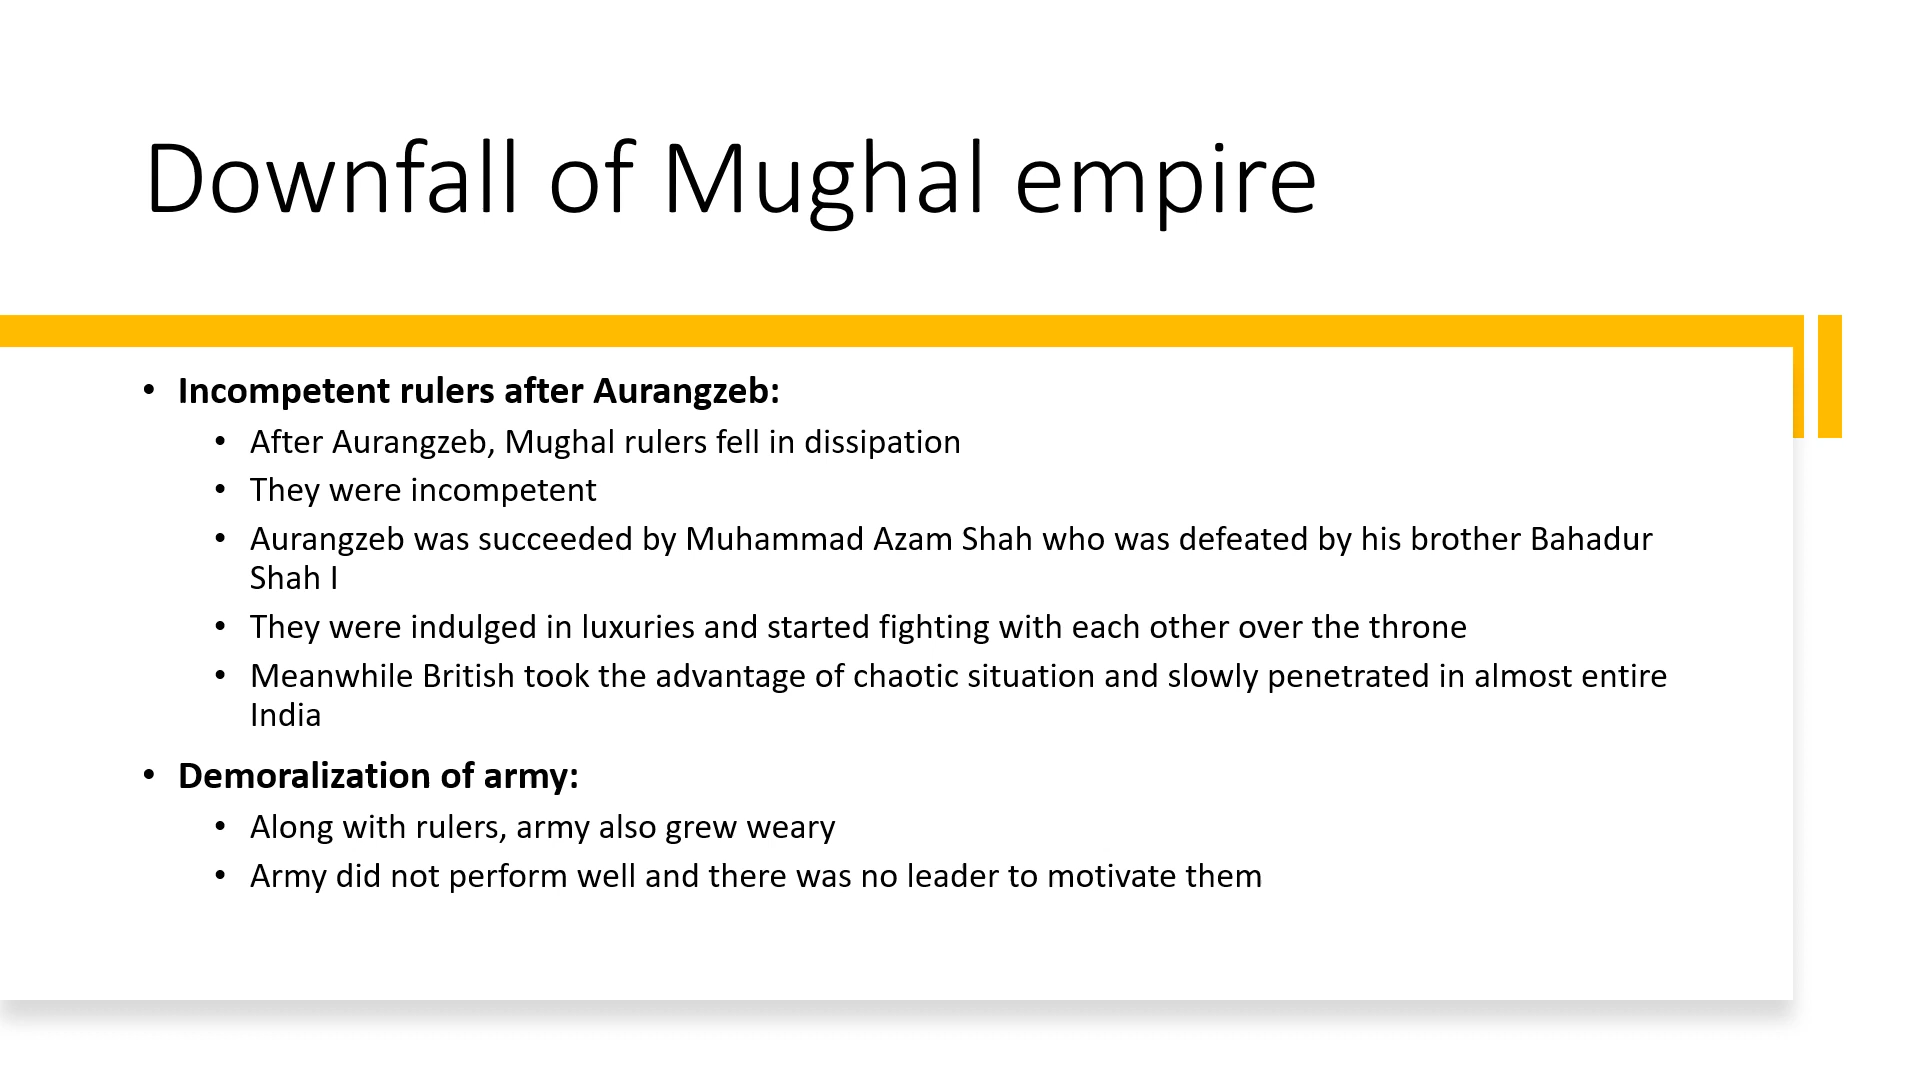 Downfall of Mughal empire
• Incompetent rulers after Aurangzeb:
• After Aurangzeb, Mughal rulers fell in dissipation
• They were incompetent
• Aurangzeb was succeeded by Muhammad Azam Shah who was defeated by his brother Bahadur
Shah I
• They were indulged in luxuries and started fighting with each other over the throne
• Meanwhile British took the advantage of chaotic situation and slowly penetrated in almost entire
India
• Demoralization of army:
• Along with rulers, army also grew weary
• Army did not perform well and there was no leader to motivate them